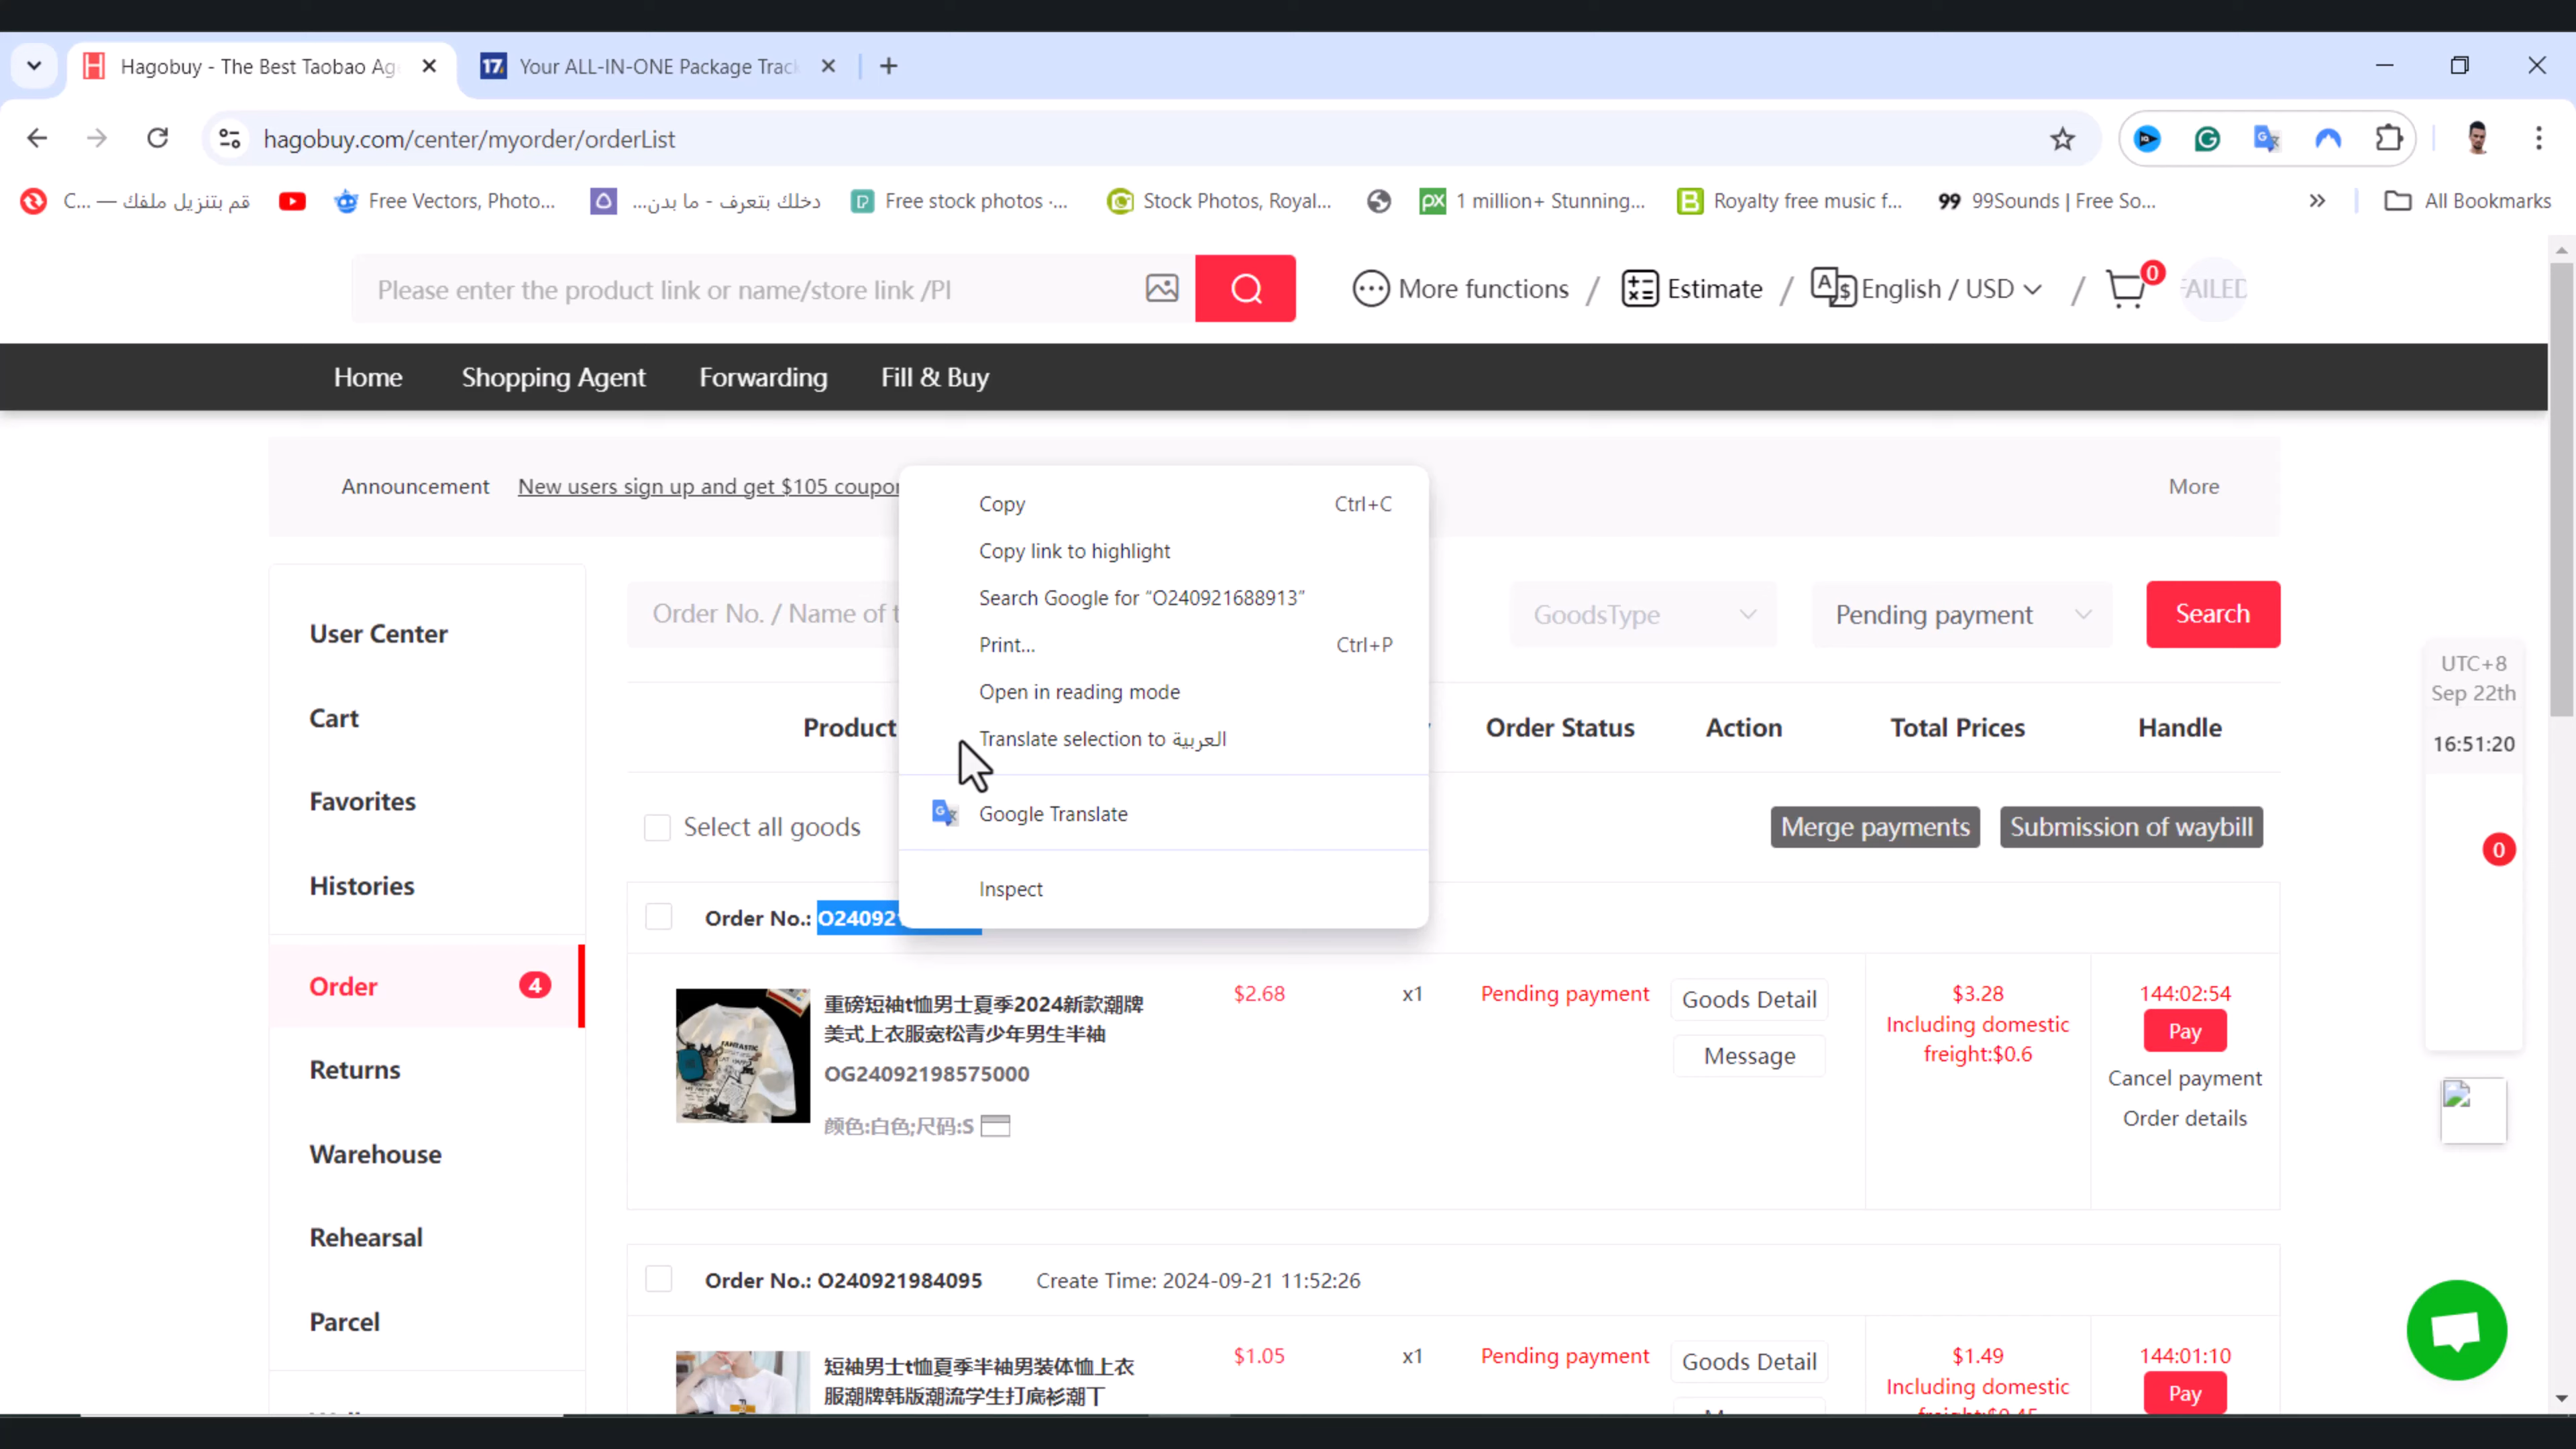 Hagobuy - The Best Taobao Ag
17. Your ALL-IN-ONE Package Track
hagobuy.com/center/myorder/orderList
C... — قم بتنزيل ملفك
Free Vectors, Photo...
دخلك بتعرف - ما بدن...
Free stock photos ·...
Stock Photos, Royal...
1 million+ Stunning...
Royalty free music f...
99 99Sounds | Free So...
All Bookmarks
Please enter the product link or name/store link /Pl
More functions / Estimate / English / USD / 0
AILED
Home Shopping Agent Forwarding Fill & Buy
Announcement New users sign up and get $105 coupon More
Copy Ctrl+C
Copy link to highlight
Search Google for “O240921688913”
Print... Ctrl+P
Open in reading mode
Translate selection to العربية
Google Translate
Inspect
User Center
Cart
Favorites
Histories
Order 4
Returns
Warehouse
Rehearsal
Parcel
Order No. / Name of t GoodsType Pending payment Search
Product Order Status Action Total Prices Handle
Select all goods Merge payments Submission of waybill
Order No.: O24092
重磅短袖t恤男士夏季2024新款潮牌
美式上衣服宽松青少年男生半袖
OG24092198575000
颜色:白色;尺码:S
$2.68 x1 Pending payment
Goods Detail
Message
$3.28
Including domestic
freight:$0.6
144:02:54
Pay
Cancel payment
Order details
Order No.: O240921984095 Create Time: 2024-09-21 11:52:26
短袖男士t恤夏季半袖男装体恤上衣
服潮牌韩版潮流学生打底衫潮丅
$1.05 x1 Pending payment
Goods Detail
$1.49
Including domestic
freight:$0.45
144:01:10
Pay
UTC+8
Sep 22th
16:51:20
0